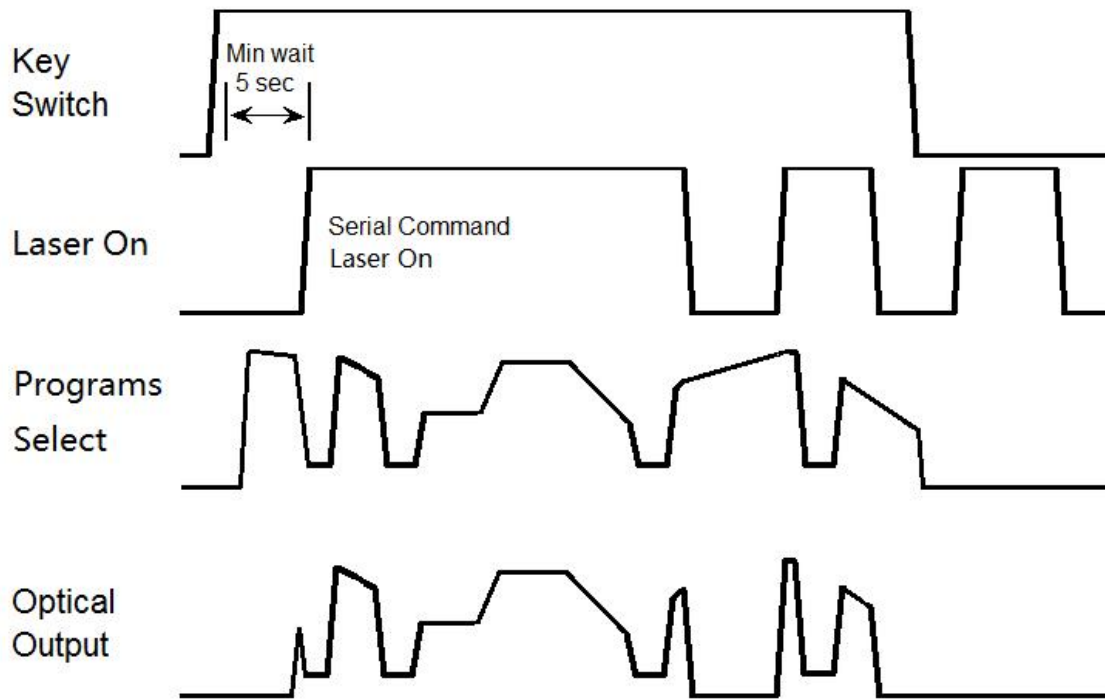 Key
Switch
Min wait
5 sec
Laser On
Serial Command
Laser On
Programs
Select
Optical
Output